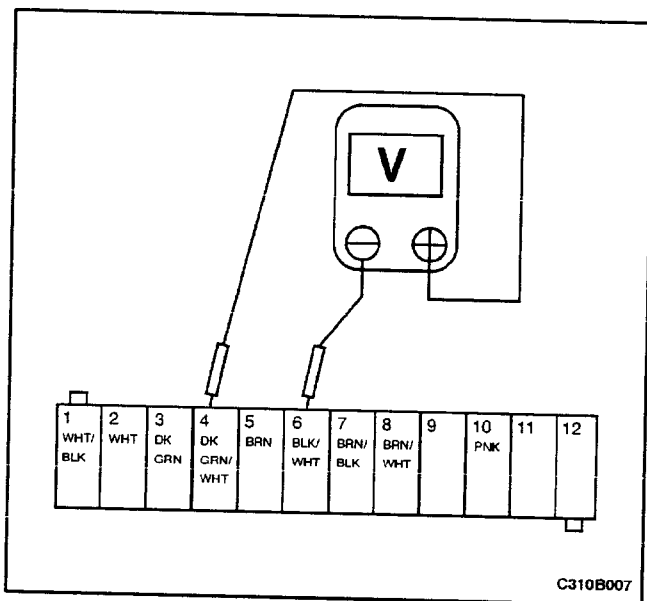 V
− +
1 2 3 4 5 6 7 8 9 10 11 12
WHT/ WHT DK DK BRN BLK/ BRN/ BRN/ PNK
BLK GRN GRN/ WHT BLK WHT
WHT
C310B007